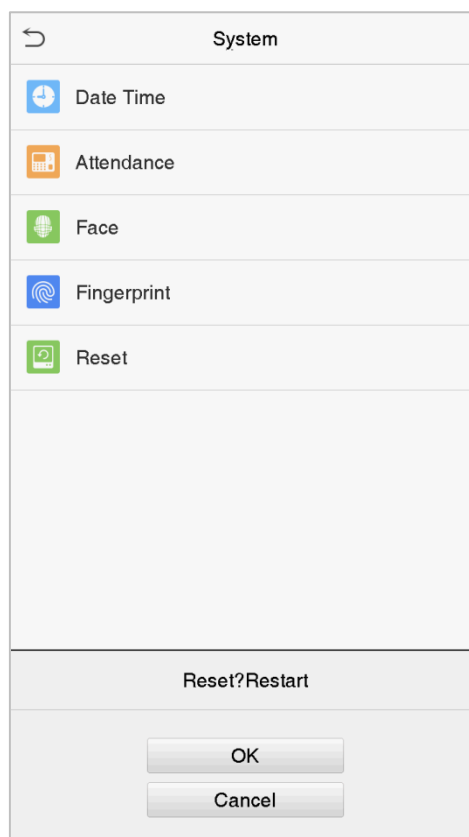 System
Date Time
Attendance
Face
Fingerprint
Reset
Reset?Restart
OK
Cancel